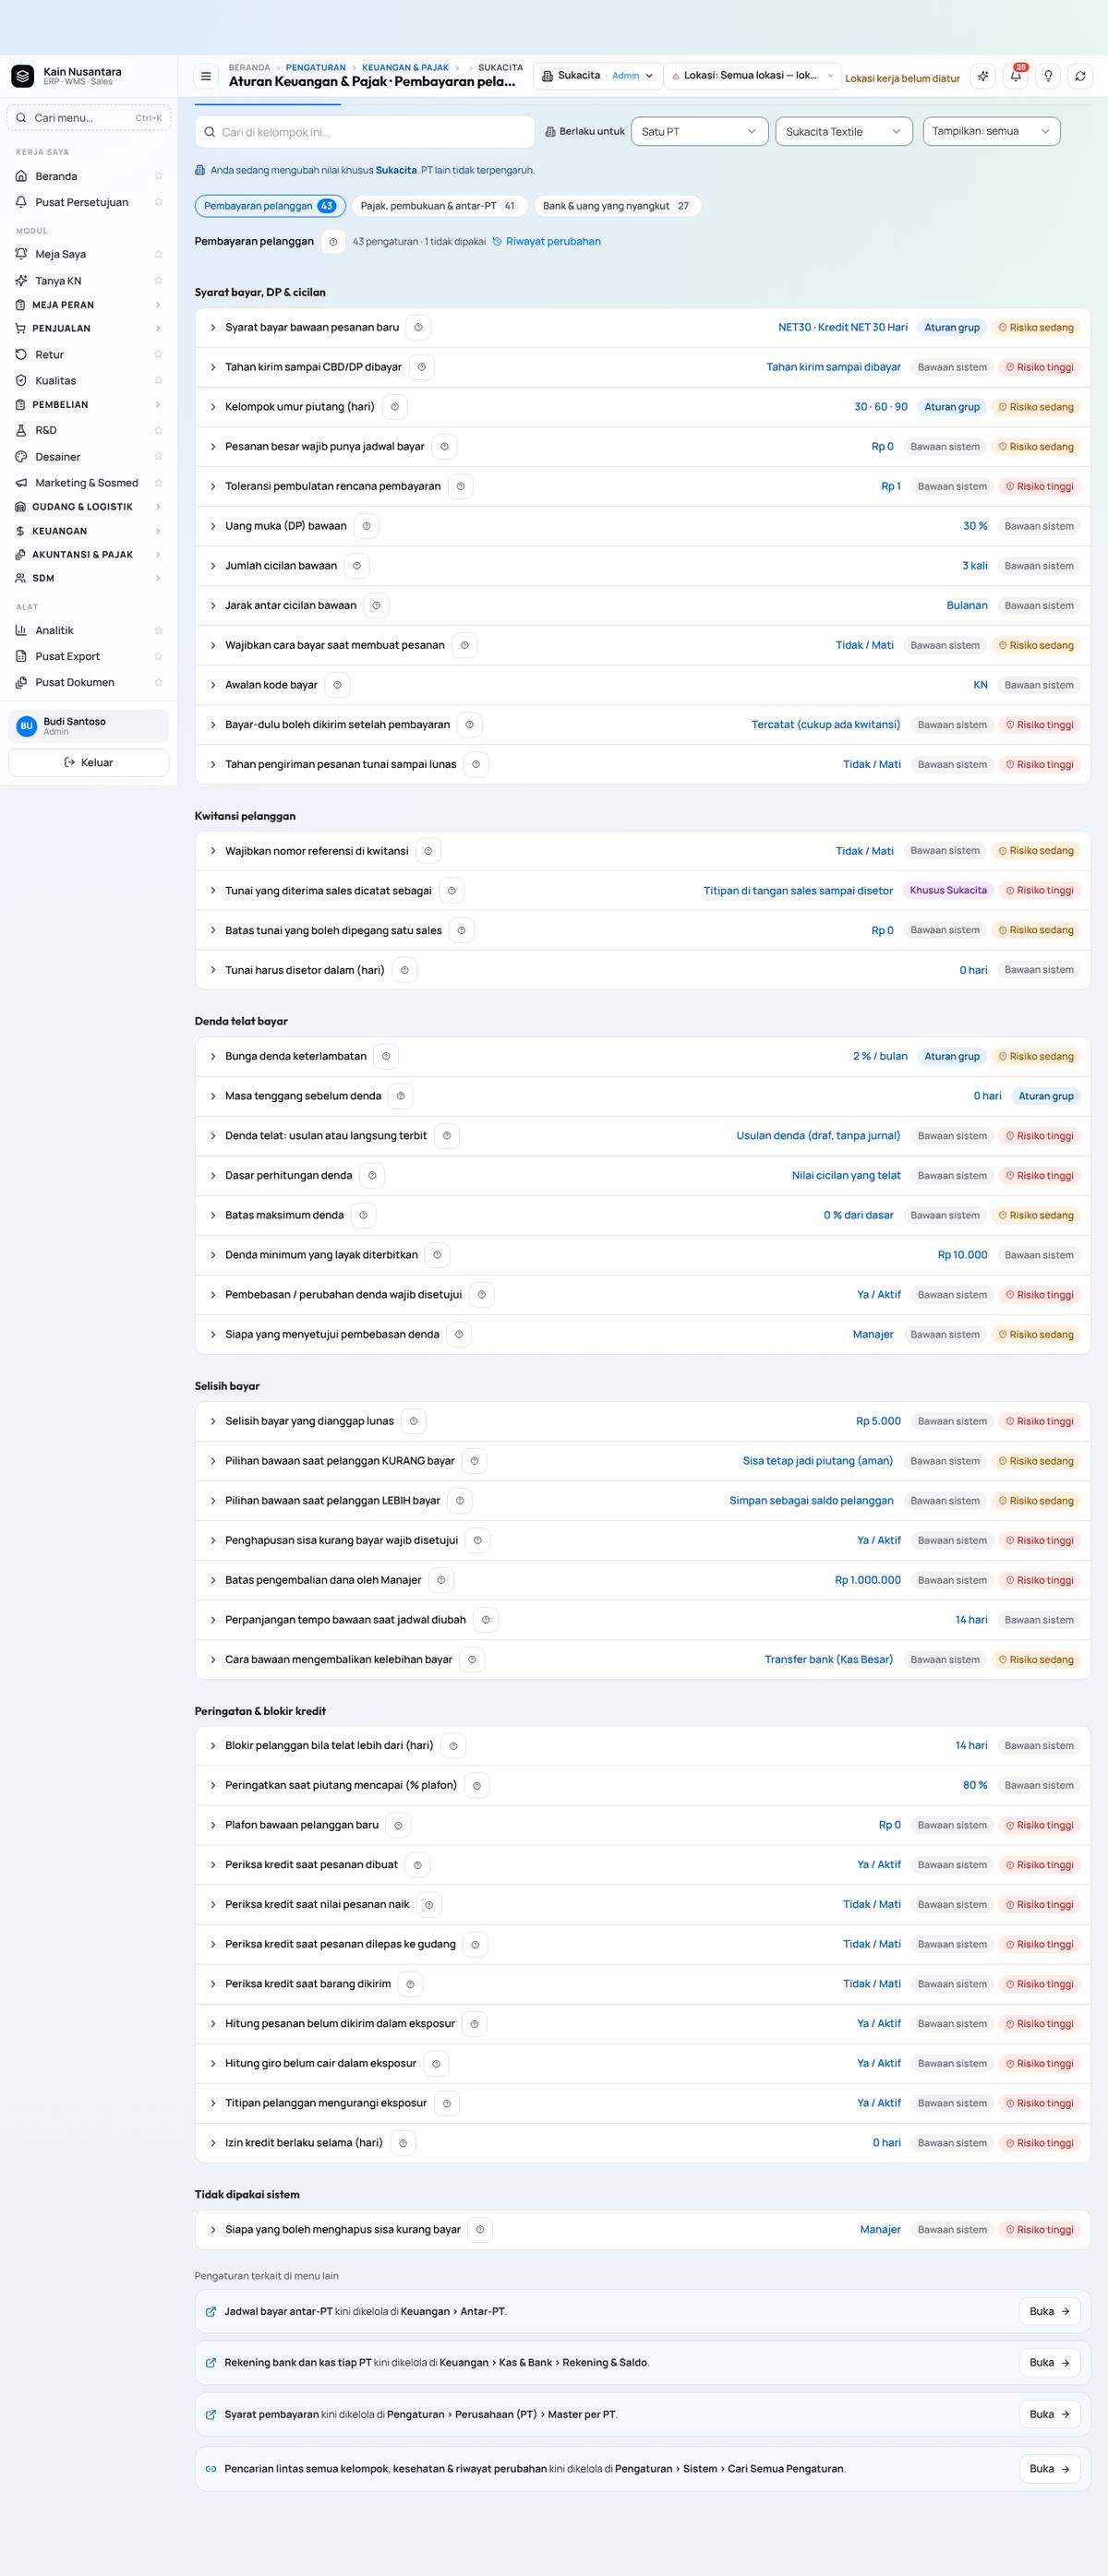 Kain Nusantara
ERP · WMS · Sales
Cari menu... Ctrl+K
KERJA SAYA
Beranda
Pusat Persetujuan
MODUL
Meja Saya
Tanya KN
MEJA PERAN
PENJUALAN
Retur
Kualitas
PEMBELIAN
R&D
Desainer
Marketing & Sosmed
GUDANG & LOGISTIK
KEUANGAN
AKUNTANSI & PAJAK
SDM
ALAT
Analitik
Pusat Export
Pusat Dokumen
BU Budi Santoso
Admin
Keluar
BERANDA › PENGATURAN › KEUANGAN & PAJAK › › SUKACITA
Aturan Keuangan & Pajak · Pembayaran pela...
Sukacita · Admin
Lokasi: Semua lokasi — lok...
Lokasi kerja belum diatur
28
Cari di kelompok ini...
Berlaku untuk
Satu PT
Sukacita Textile
Tampilkan: semua
Anda sedang mengubah nilai khusus Sukacita. PT lain tidak terpengaruh.
Pembayaran pelanggan 43
Pajak, pembukuan & antar-PT 41
Bank & uang yang nyangkut 27
Pembayaran pelanggan 43 pengaturan · 1 tidak dipakai Riwayat perubahan
Syarat bayar, DP & cicilan
Syarat bayar bawaan pesanan baru NET30 · Kredit NET 30 Hari Aturan grup Risiko sedang
Tahan kirim sampai CBD/DP dibayar Tahan kirim sampai dibayar Bawaan sistem Risiko tinggi
Kelompok umur piutang (hari) 30 · 60 · 90 Aturan grup Risiko sedang
Pesanan besar wajib punya jadwal bayar Rp 0 Bawaan sistem Risiko sedang
Toleransi pembulatan rencana pembayaran Rp 1 Bawaan sistem Risiko tinggi
Uang muka (DP) bawaan 30 % Bawaan sistem
Jumlah cicilan bawaan 3 kali Bawaan sistem
Jarak antar cicilan bawaan Bulanan Bawaan sistem
Wajibkan cara bayar saat membuat pesanan Tidak / Mati Bawaan sistem Risiko sedang
Awalan kode bayar KN Bawaan sistem
Bayar-dulu boleh dikirim setelah pembayaran Tercatat (cukup ada kwitansi) Bawaan sistem Risiko tinggi
Tahan pengiriman pesanan tunai sampai lunas Tidak / Mati Bawaan sistem Risiko tinggi
Kwitansi pelanggan
Wajibkan nomor referensi di kwitansi Tidak / Mati Bawaan sistem Risiko sedang
Tunai yang diterima sales dicatat sebagai Titipan di tangan sales sampai disetor Khusus Sukacita Risiko tinggi
Batas tunai yang boleh dipegang satu sales Rp 0 Bawaan sistem Risiko sedang
Tunai harus disetor dalam (hari) 0 hari Bawaan sistem
Denda telat bayar
Bunga denda keterlambatan 2 % / bulan Aturan grup Risiko sedang
Masa tenggang sebelum denda 0 hari Aturan grup
Denda telat: usulan atau langsung terbit Usulan denda (draf, tanpa jurnal) Bawaan sistem Risiko tinggi
Dasar perhitungan denda Nilai cicilan yang telat Bawaan sistem Risiko tinggi
Batas maksimum denda 0 % dari dasar Bawaan sistem Risiko sedang
Denda minimum yang layak diterbitkan Rp 10.000 Bawaan sistem
Pembebasan / perubahan denda wajib disetujui Ya / Aktif Bawaan sistem Risiko tinggi
Siapa yang menyetujui pembebasan denda Manajer Bawaan sistem Risiko sedang
Selisih bayar
Selisih bayar yang dianggap lunas Rp 5.000 Bawaan sistem Risiko tinggi
Pilihan bawaan saat pelanggan KURANG bayar Sisa tetap jadi piutang (aman) Bawaan sistem Risiko sedang
Pilihan bawaan saat pelanggan LEBIH bayar Simpan sebagai saldo pelanggan Bawaan sistem Risiko sedang
Penghapusan sisa kurang bayar wajib disetujui Ya / Aktif Bawaan sistem Risiko tinggi
Batas pengembalian dana oleh Manajer Rp 1.000.000 Bawaan sistem Risiko tinggi
Perpanjangan tempo bawaan saat jadwal diubah 14 hari Bawaan sistem
Cara bawaan mengembalikan kelebihan bayar Transfer bank (Kas Besar) Bawaan sistem Risiko sedang
Peringatan & blokir kredit
Blokir pelanggan bila telat lebih dari (hari) 14 hari Bawaan sistem
Peringatkan saat piutang mencapai (% plafon) 80 % Bawaan sistem
Plafon bawaan pelanggan baru Rp 0 Bawaan sistem Risiko tinggi
Periksa kredit saat pesanan dibuat Ya / Aktif Bawaan sistem Risiko tinggi
Periksa kredit saat nilai pesanan naik Tidak / Mati Bawaan sistem Risiko tinggi
Periksa kredit saat pesanan dilepas ke gudang Tidak / Mati Bawaan sistem Risiko tinggi
Periksa kredit saat barang dikirim Tidak / Mati Bawaan sistem Risiko tinggi
Hitung pesanan belum dikirim dalam eksposur Ya / Aktif Bawaan sistem Risiko tinggi
Hitung giro belum cair dalam eksposur Ya / Aktif Bawaan sistem Risiko tinggi
Titipan pelanggan mengurangi eksposur Ya / Aktif Bawaan sistem Risiko tinggi
Izin kredit berlaku selama (hari) 0 hari Bawaan sistem Risiko tinggi
Tidak dipakai sistem
Siapa yang boleh menghapus sisa kurang bayar Manajer Bawaan sistem Risiko tinggi
Pengaturan terkait di menu lain
Jadwal bayar antar-PT kini dikelola di Keuangan › Antar-PT. Buka
Rekening bank dan kas tiap PT kini dikelola di Keuangan › Kas & Bank › Rekening & Saldo. Buka
Syarat pembayaran kini dikelola di Pengaturan › Perusahaan (PT) › Master per PT. Buka
Pencarian lintas semua kelompok, kesehatan & riwayat perubahan kini dikelola di Pengaturan › Sistem › Cari Semua Pengaturan. Buka